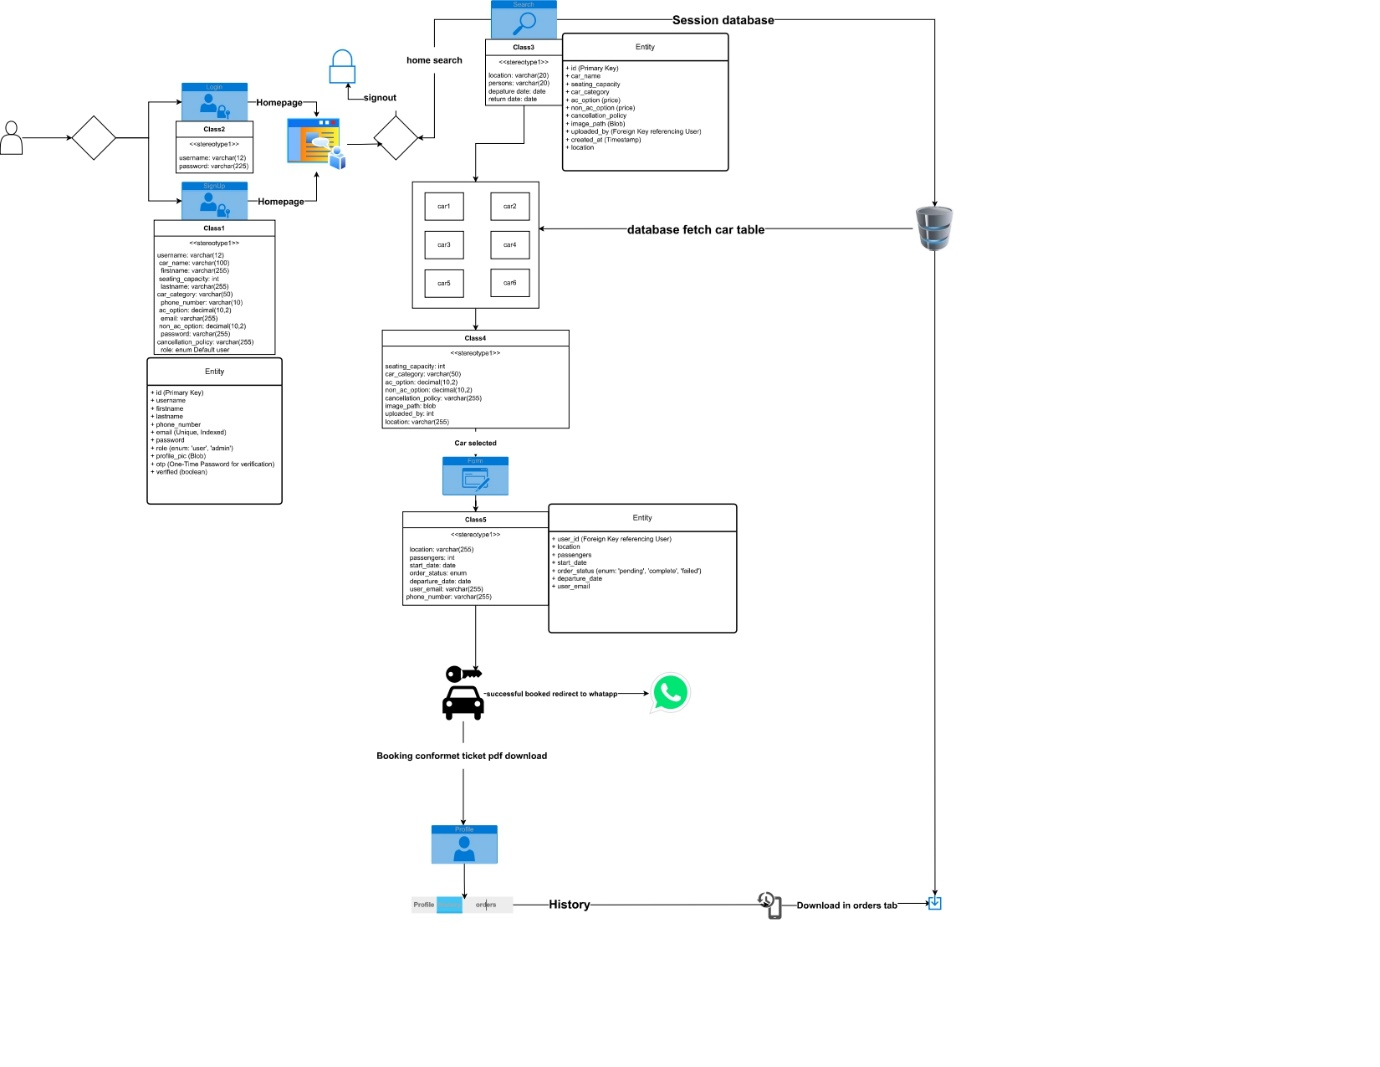 Search
Session database
Class3
<<stereotype1>>
location: varchar(20)
persons: varchar(20)
depature date: date
return date: date
Entity
+ id (Primary Key)
+ car_name
+ seating_capacity
+ car_category
+ ac_option (price)
+ non_ac_option (price)
+ cancellation_policy
+ image_path (Blob)
+ uploaded_by (Foreign Key referencing User)
+ created_at (Timestamp)
+ location
home search
signout
Login
Homepage
Class2
<<stereotype1>>
username: varchar(12)
password: varchar(225)
SignUp
Homepage
Class1
<<stereotype1>>
username: varchar(12)
car_name: varchar(100)
firstname: varchar(255)
seating_capacity: int
lastname: varchar(255)
car_category: varchar(50)
phone_number: varchar(10)
ac_option: decimal(10,2)
email: varchar(255)
non_ac_option: decimal(10,2)
password: varchar(255)
cancellation_policy: varchar(255)
role: enum Default user
Entity
+ id (Primary Key)
+ username
+ firstname
+ lastname
+ phone_number
+ email (Unique, Indexed)
+ password
+ role (enum: 'user', 'admin')
+ profile_pic (Blob)
+ otp (One-Time Password for verification)
+ verified (boolean)
car1
car2
car3
car4
car5
car6
database fetch car table
Class4
<<stereotype1>>
seating_capacity: int
car_category: varchar(50)
ac_option: decimal(10,2)
non_ac_option: decimal(10,2)
cancellation_policy: varchar(255)
image_path: blob
uploaded_by: int
location: varchar(255)
Car selected
Form
Class5
<<stereotype1>>
location: varchar(255)
passengers: int
start_date: date
order_status: enum
departure_date: date
user_email: varchar(255)
phone_number: varchar(255)
Entity
+ user_id (Foreign Key referencing User)
+ location
+ passengers
+ start_date
+ order_status (enum: 'pending', 'complete', 'failed')
+ departure_date
+ user_email
successful booked redirect to whatapp
Booking conformet ticket pdf download
Profile
Profile
orders
History
Download in orders tab